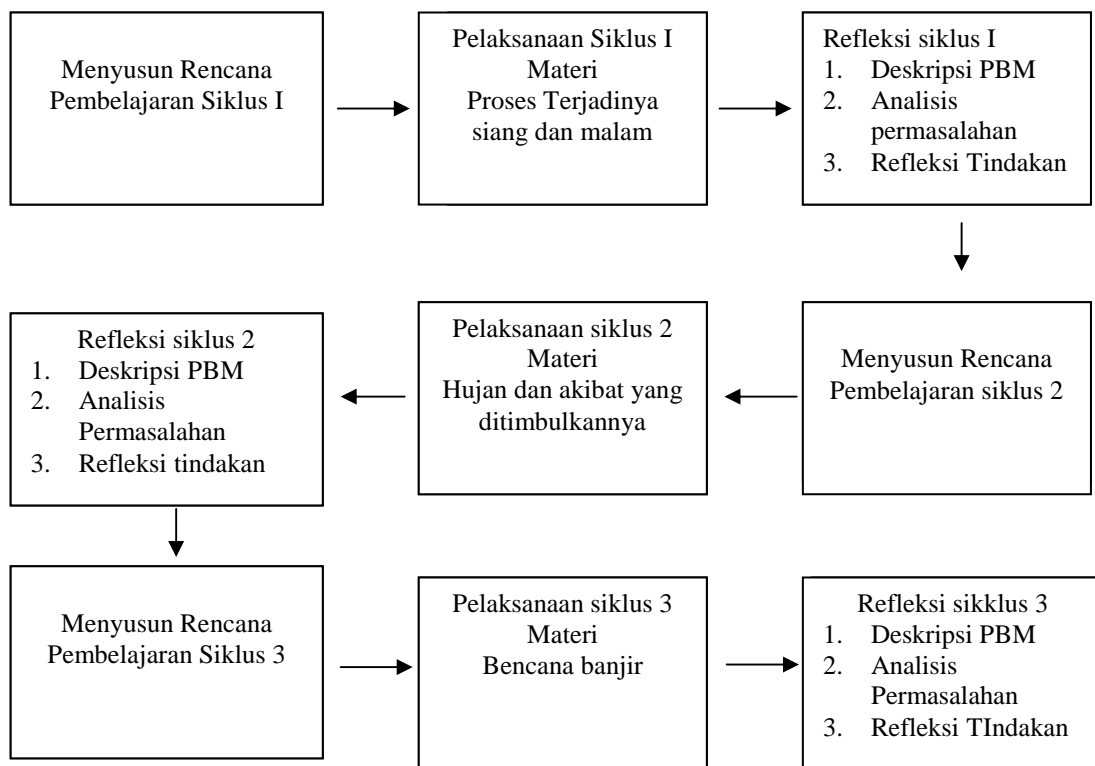 Menyusun Rencana
Pembelajaran Siklus I
Pelaksanaan Siklus I
Materi
Proses Terjadinya
siang dan malam
Refleksi siklus I
1. Deskripsi PBM
2. Analisis
permasalahan
3. Refleksi Tindakan
Menyusun Rencana
Pembelajaran siklus 2
Pelaksanaan siklus 2
Materi
Hujan dan akibat yang
ditimbulkannya
Refleksi siklus 2
1. Deskripsi PBM
2. Analisis
Permasalahan
3. Refleksi tindakan
Menyusun Rencana
Pembelajaran Siklus 3
Pelaksanaan siklus 3
Materi
Bencana banjir
Refleksi sikklus 3
1. Deskripsi PBM
2. Analisis
Permasalahan
3. Refleksi TIndakan